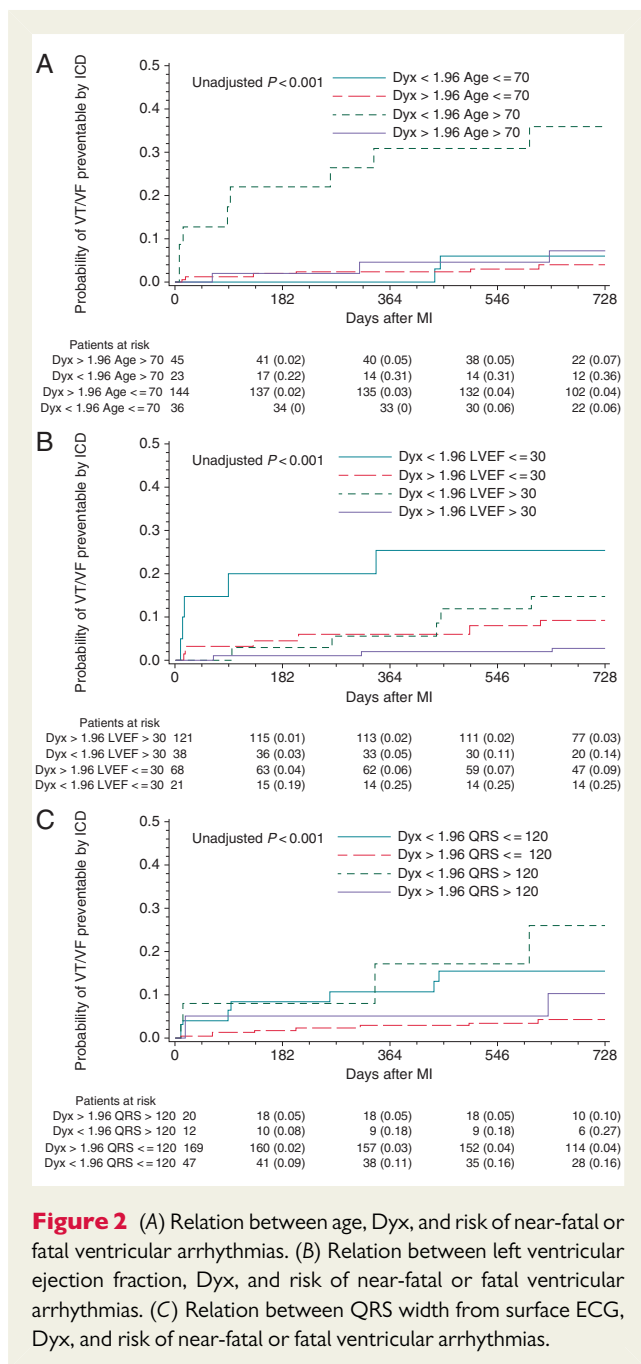 A
Probability of VT/VF preventable by ICD
Unadjusted P < 0.001
Dyx < 1.96 Age <= 70
Dyx > 1.96 Age <= 70
Dyx < 1.96 Age > 70
Dyx > 1.96 Age > 70
0.5
0.4
0.3
0.2
0.1
0.0
0 182 364 546 728
Days after MI
Patients at risk
Dyx > 1.96 Age > 70 45 41 (0.02) 40 (0.05) 38 (0.05) 22 (0.07)
Dyx < 1.96 Age > 70 23 17 (0.22) 14 (0.31) 14 (0.31) 12 (0.36)
Dyx > 1.96 Age <= 70 144 137 (0.02) 135 (0.03) 132 (0.04) 102 (0.04)
Dyx < 1.96 Age <= 70 36 34 (0) 33 (0) 30 (0.06) 22 (0.06)
B
Probability of VT/VF preventable by ICD
Unadjusted P < 0.001
Dyx < 1.96 LVEF <= 30
Dyx > 1.96 LVEF <= 30
Dyx < 1.96 LVEF > 30
Dyx > 1.96 LVEF > 30
0.5
0.4
0.3
0.2
0.1
0.0
0 182 364 546 728
Days after MI
Patients at risk
Dyx > 1.96 LVEF > 30 121 115 (0.01) 113 (0.02) 111 (0.02) 77 (0.03)
Dyx < 1.96 LVEF > 30 38 36 (0.03) 33 (0.05) 30 (0.11) 20 (0.14)
Dyx > 1.96 LVEF <= 30 68 63 (0.04) 62 (0.06) 59 (0.07) 47 (0.09)
Dyx < 1.96 LVEF <= 30 21 15 (0.19) 14 (0.25) 14 (0.25) 14 (0.25)
C
Probability of VT/VF preventable by ICD
Unadjusted P < 0.001
Dyx < 1.96 QRS <= 120
Dyx > 1.96 QRS <= 120
Dyx < 1.96 QRS > 120
Dyx > 1.96 QRS > 120
0.5
0.4
0.3
0.2
0.1
0.0
0 182 364 546 728
Days after MI
Patients at risk
Dyx > 1.96 QRS > 120 20 18 (0.05) 18 (0.05) 18 (0.05) 10 (0.10)
Dyx < 1.96 QRS > 120 12 10 (0.08) 9 (0.18) 9 (0.18) 6 (0.27)
Dyx > 1.96 QRS <= 120 169 160 (0.02) 157 (0.03) 152 (0.04) 114 (0.04)
Dyx < 1.96 QRS <= 120 47 41 (0.09) 38 (0.11) 35 (0.16) 28 (0.16)
Figure 2 (A) Relation between age, Dyx, and risk of near-fatal or
fatal ventricular arrhythmias. (B) Relation between left ventricular
ejection fraction, Dyx, and risk of near-fatal or fatal ventricular
arrhythmias. (C) Relation between QRS width from surface ECG,
Dyx, and risk of near-fatal or fatal ventricular arrhythmias.